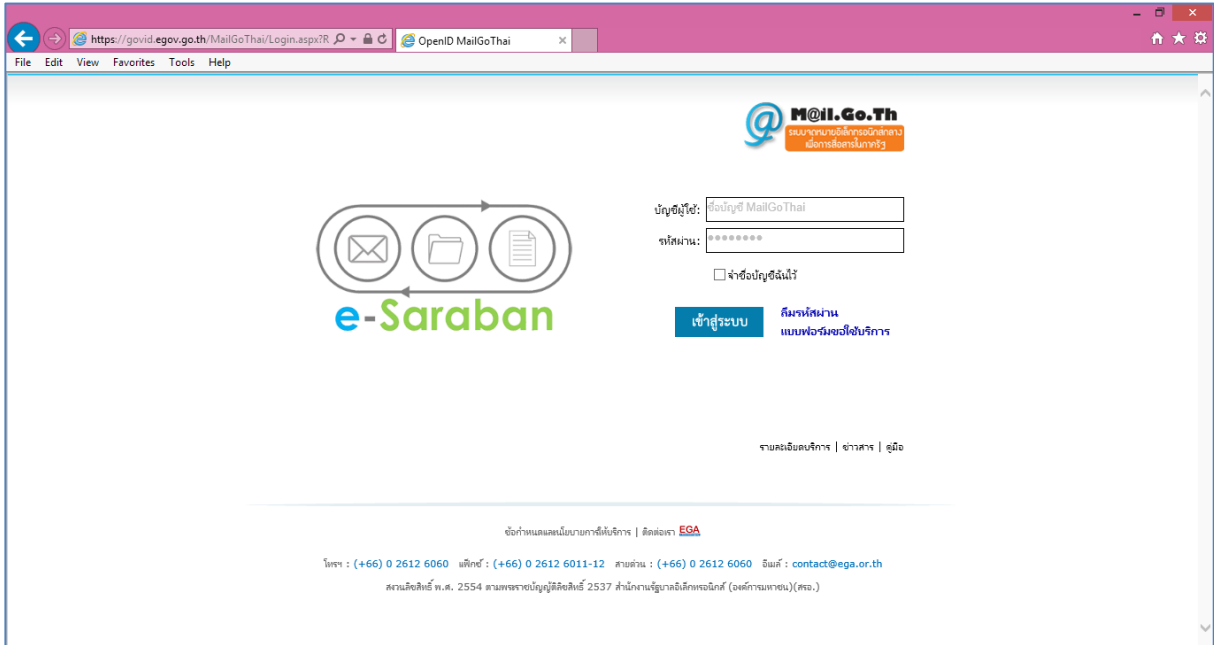 https://govid.egov.go.th/MailGoThai/Login.aspx?R
OpenID MailGoThai
File Edit View Favorites Tools Help
M@il.Go.Th
ระบบจดหมายอิเล็กทรอนิกส์กลาง
เพื่อการสื่อสารในภาครัฐ
บัญชีผู้ใช้: ชื่อบัญชี MailGoThai
รหัสผ่าน:
จำชื่อบัญชีฉันไว้
e-Saraban
เข้าสู่ระบบ
ลืมรหัสผ่าน
แบบฟอร์มขอใช้บริการ
รายละเอียดบริการ | ข่าวสาร | คู่มือ
ข้อกำหนดและนโยบายการให้บริการ | ติดต่อเรา EGA
โทรฯ : (+66) 0 2612 6060 แฟ็กซ์ : (+66) 0 2612 6011-12 สายด่วน : (+66) 0 2612 6060 อีเมล์ : contact@ega.or.th
สงวนลิขสิทธิ์ พ.ศ. 2554 ตามพระราชบัญญัติลิขสิทธิ์ 2537 สำนักงานรัฐบาลอิเล็กทรอนิกส์ (องค์การมหาชน)(สรอ.)